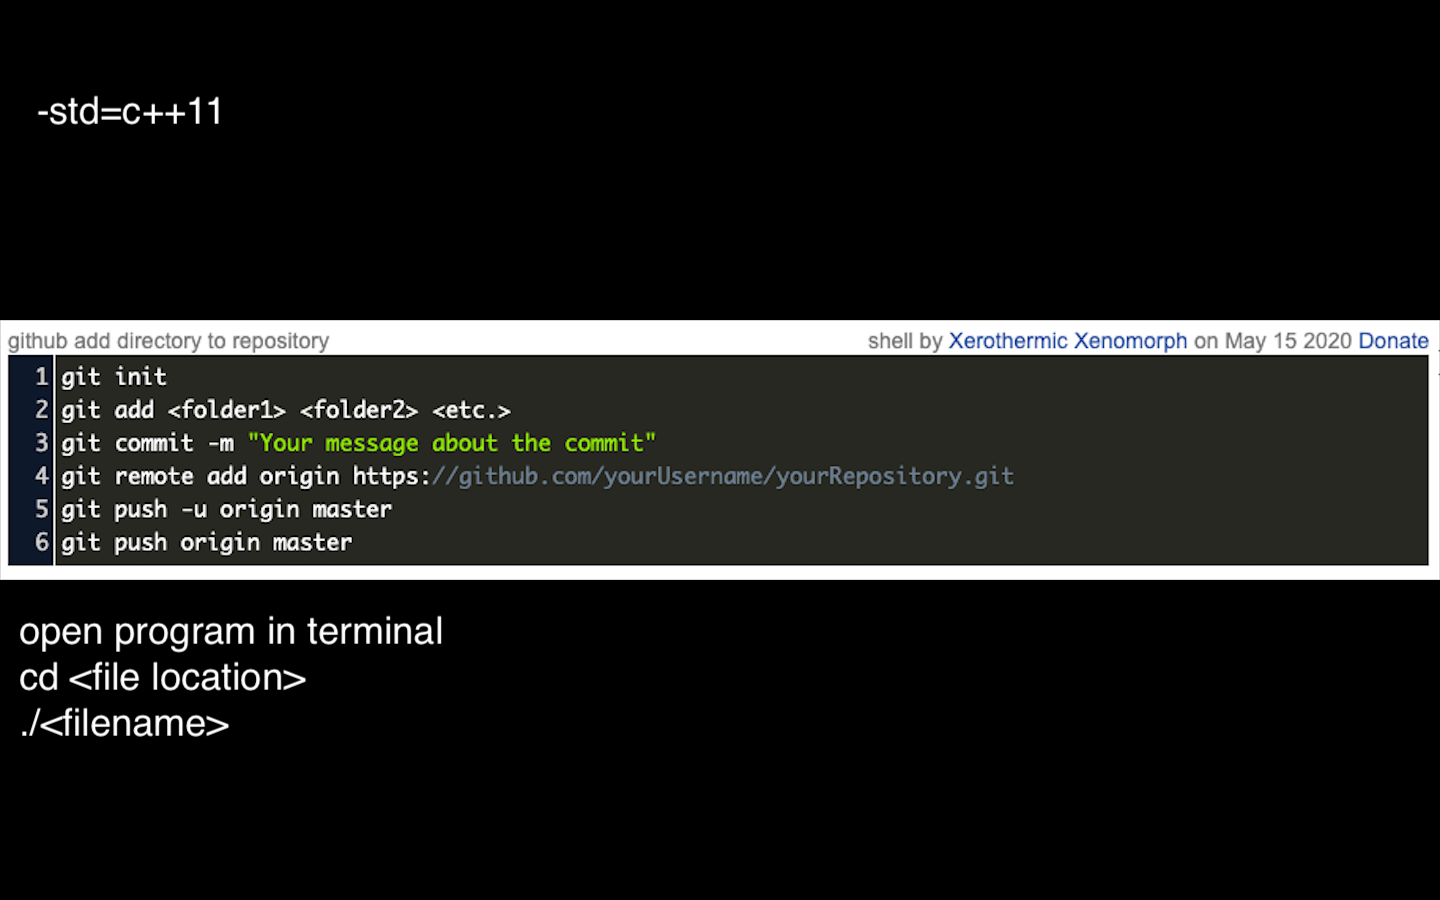 -std=c++11
github add directory to repository shell by Xerothermic Xenomorph on May 15 2020 Donate
1 git init
2 git add <folder1> <folder2> <etc.>
3 git commit -m "Your message about the commit"
4 git remote add origin https://github.com/yourUsername/yourRepository.git
5 git push -u origin master
6 git push origin master
open program in terminal
cd <file location>
./<filename>